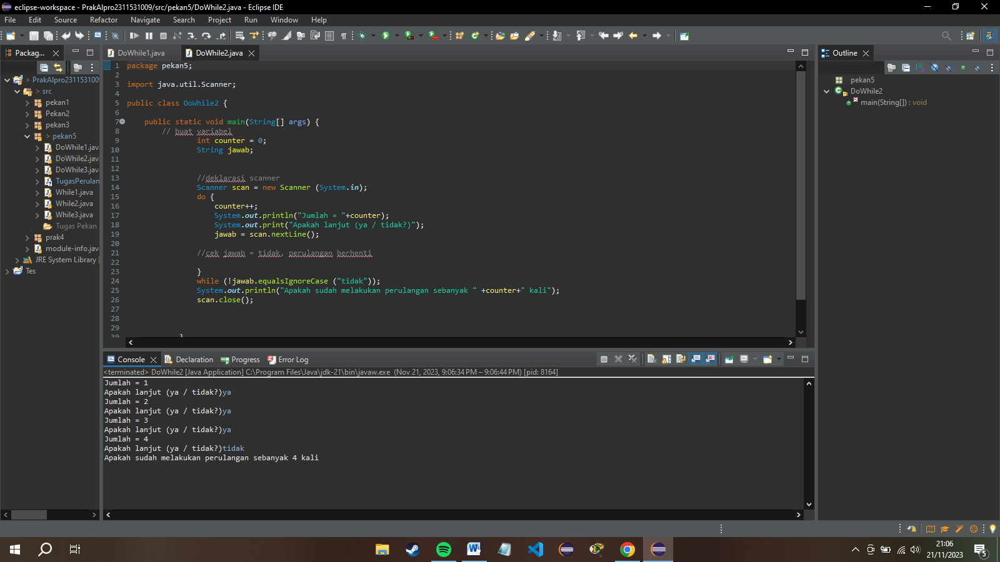 eclipse-workspace - PrakAlpro2311531009/src/pekan5/DoWhile2.java - Eclipse IDE
File Edit Source Refactor Navigate Search Project Run Window Help
Packag...
> PrakAlpro2311531009
> src
pekan1
Pekan2
pekan3
> pekan5
DoWhile1.jav
DoWhile2.jav
DoWhile3.jav
TugasPerulan
While1.java
While2.java
While3.java
Tugas Pekan
prak4
module-info.jav
JRE System Library [
Tes
DoWhile1.java DoWhile2.java
1 package pekan5;
2
3 import java.util.Scanner;
4
5 public class DoWhile2 {
6
7 public static void main(String[] args) {
8 // buat variabel
9 int counter = 0;
10 String jawab;
11
12
13 //deklarasi scanner
14 Scanner scan = new Scanner (System.in);
15 do {
16 counter++;
17 System.out.println("Jumlah = "+counter);
18 System.out.print("Apakah lanjut (ya / tidak?)");
19 jawab = scan.nextLine();
20
21 //cek jawab = tidak, perulangan berhenti
22
23 }
24 while (!jawab.equalsIgnoreCase ("tidak"));
25 System.out.println("Apakah sudah melakukan perulangan sebanyak " +counter+" kali");
26 scan.close();
27
28
29
30 }
Outline
pekan5
DoWhile2
main(String[]) : void
Console Declaration Progress Error Log
<terminated> DoWhile2 [Java Application] C:\Program Files\Java\jdk-21\bin\javaw.exe (Nov 21, 2023, 9:06:34 PM – 9:06:44 PM) [pid: 8164]
Jumlah = 1
Apakah lanjut (ya / tidak?)ya
Jumlah = 2
Apakah lanjut (ya / tidak?)ya
Jumlah = 3
Apakah lanjut (ya / tidak?)ya
Jumlah = 4
Apakah lanjut (ya / tidak?)tidak
Apakah sudah melakukan perulangan sebanyak 4 kali
21:06
21/11/2023
5